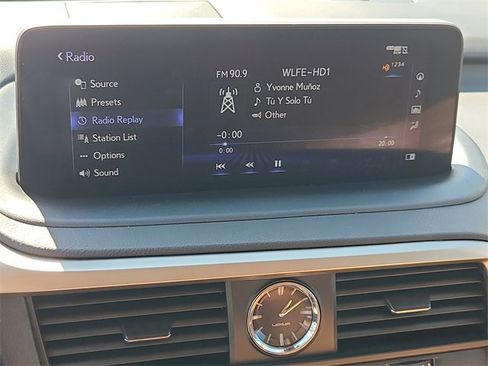 Radio
Source
Presets
Radio Replay
Station List
Options
Sound
FM 90.9
WLFE-HD1
Yvonne Muñoz
Tú Y Solo Tú
Other
-0:00
0:00
20:00
1234
LEXUS